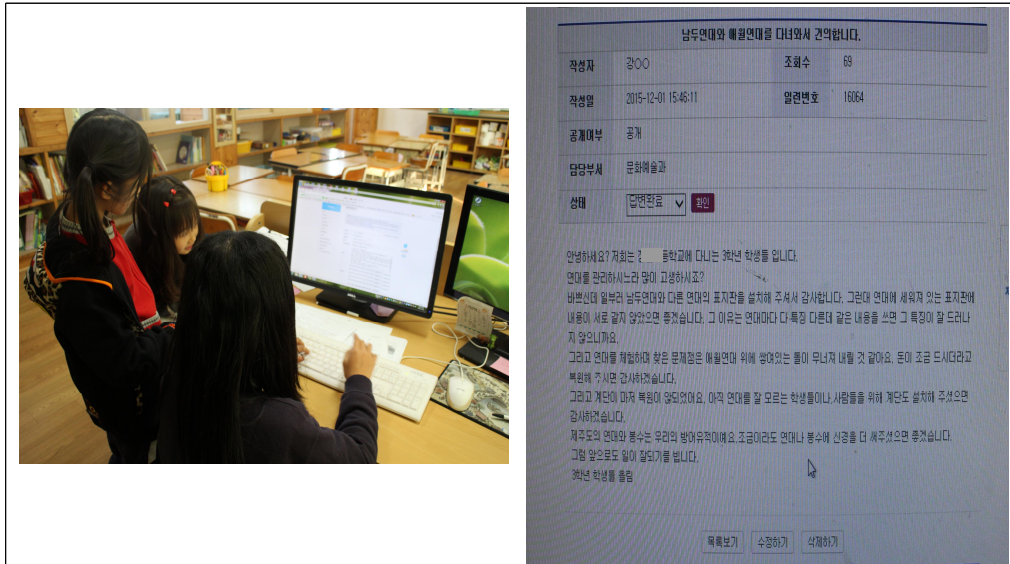 남두연대와 애월연대를 다녀와서 건의합니다.
작성자 강○○ 조회수 69
작성일 2015-12-01 15:46:11 일련번호 16064
공개여부 공개
담당부서 문화예술과
상태 답변완료 확인
안녕하세요? 저희는 등학교에 다니는 3학년 학생들 입니다.
연대를 관리하시느라 많이 고생하시죠?
바쁘신데 일부러 남두연대와 다른 연대의 표지판을 설치해 주셔서 감사합니다. 그런데 연대에 세워져 있는 표지판에
내용이 서로 같지 않았으면 좋겠습니다. 그 이유는 연대마다 다 특징 다른데 같은 내용을 쓰면 그 특징이 잘 드러나
지 않으니까요.
그리고 연대를 체험하며 찾은 문제점은 애월연대 위에 쌓여있는 돌이 무너져 내릴 것 같아요. 돈이 조금 드시더라고
복원해 주시면 감사하겠습니다.
그리고 계단이 마저 복원이 않되었어요. 아직 연대를 잘 모르는 학생들이나.사람들을 위해 계단도 설치해 주셨으면
감사하겠습니다.
제주도의 연대와 봉수는 우리의 방어유적이예요.조금이라도 연대나 봉수에 신경을 더 써주셨으면 좋겠습니다.
그럼 앞으로도 일이 잘되기를 빕니다.
3학년 학생들 올림
목록보기 수정하기 삭제하기